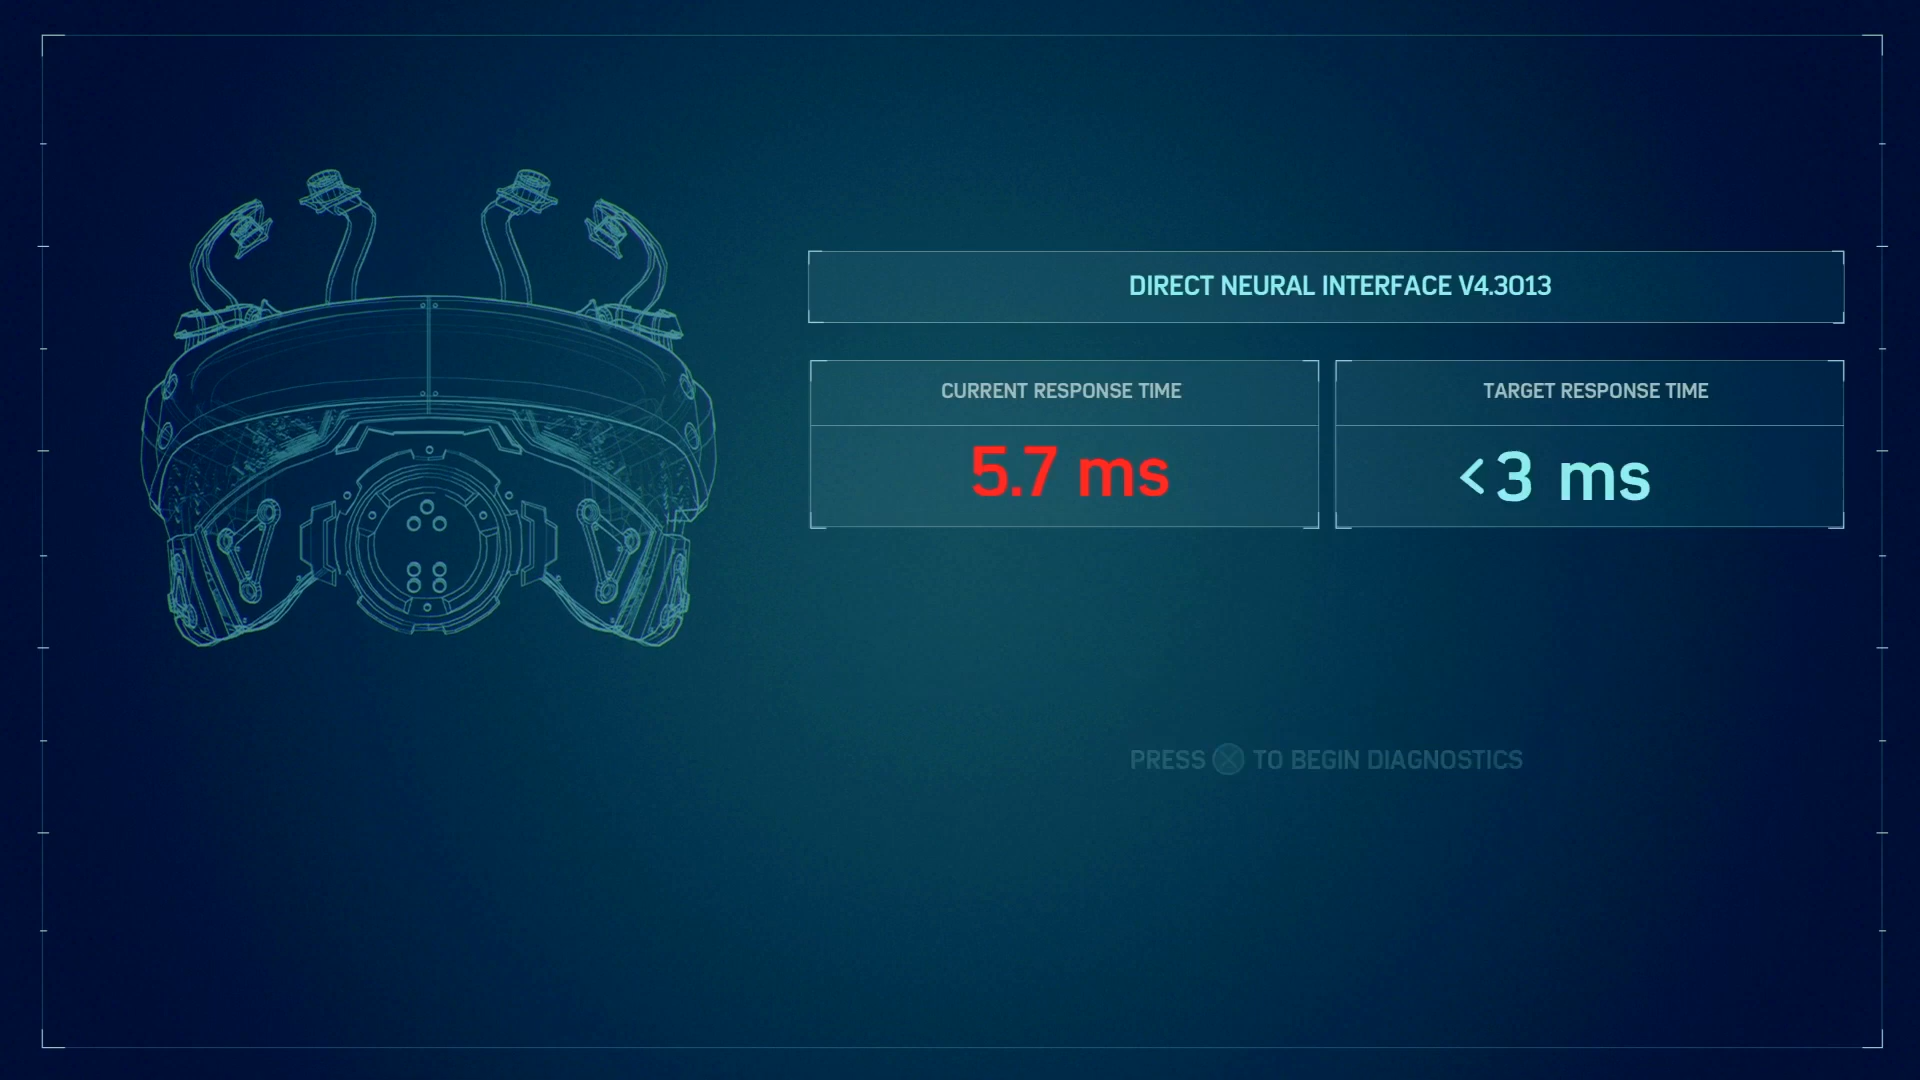 DIRECT NEURAL INTERFACE V4.3013
CURRENT RESPONSE TIME
5.7 ms
TARGET RESPONSE TIME
<3 ms
PRESS ⓧ TO BEGIN DIAGNOSTICS